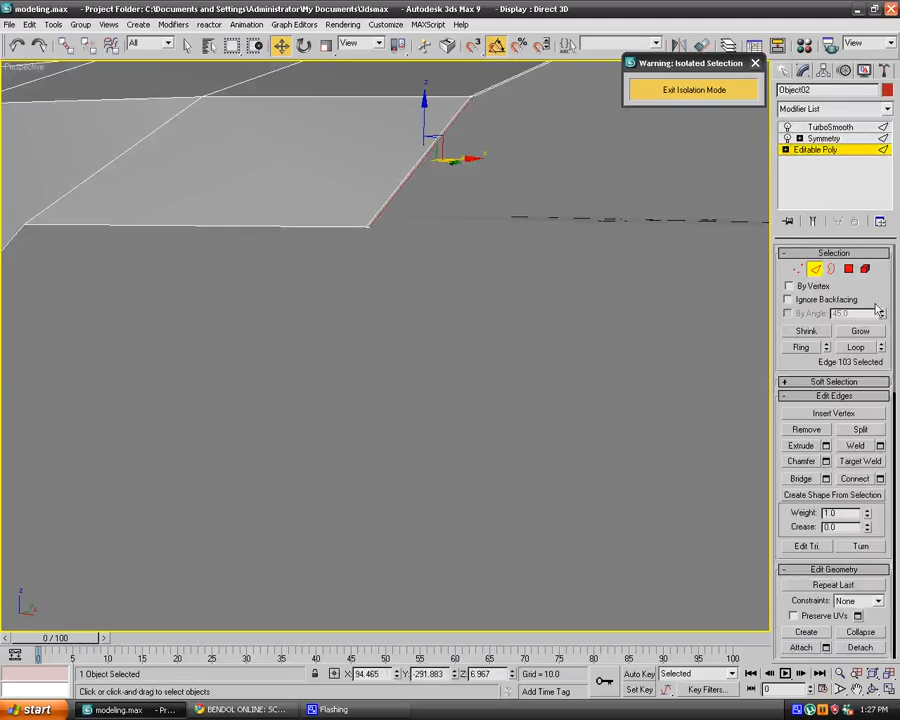 modeling.max - Project Folder: C:\Documents and Settings\Administrator\My Documents\3dsmax - Autodesk 3ds Max 9 - Display : Direct 3D
File Edit Tools Group Views Create Modifiers reactor Animation Graph Editors Rendering Customize MAXScript Help
All View View
Perspective
Warning: Isolated Selection
Exit Isolation Mode
Object02
Modifier List
TurboSmooth
Symmetry
Editable Poly
Selection
By Vertex
Ignore Backfacing
By Angle: 45.0
Shrink Grow
Ring Loop
Edge 103 Selected
Soft Selection
Edit Edges
Insert Vertex
Remove Split
Extrude Weld
Chamfer Target Weld
Bridge Connect
Create Shape From Selection
Weight: 1.0
Crease: 0.0
Edit Tri. Turn
Edit Geometry
Repeat Last
Constraints: None
Preserve UVs
Create Collapse
Attach Detach
z
x
z
0 / 100
0 5 10 15 20 25 30 35 40 45 50 55 60 65 70 75 80 85 90 95 100
1 Object Selected X: 94.465 Y: -291.883 Z: 6.967 Grid = 10.0 Auto Key Selected
Click or click-and-drag to select objects Add Time Tag Set Key Key Filters... 0
start modeling.max - Pr... BENDOL ONLINE: SC... Flashing 1:27 PM